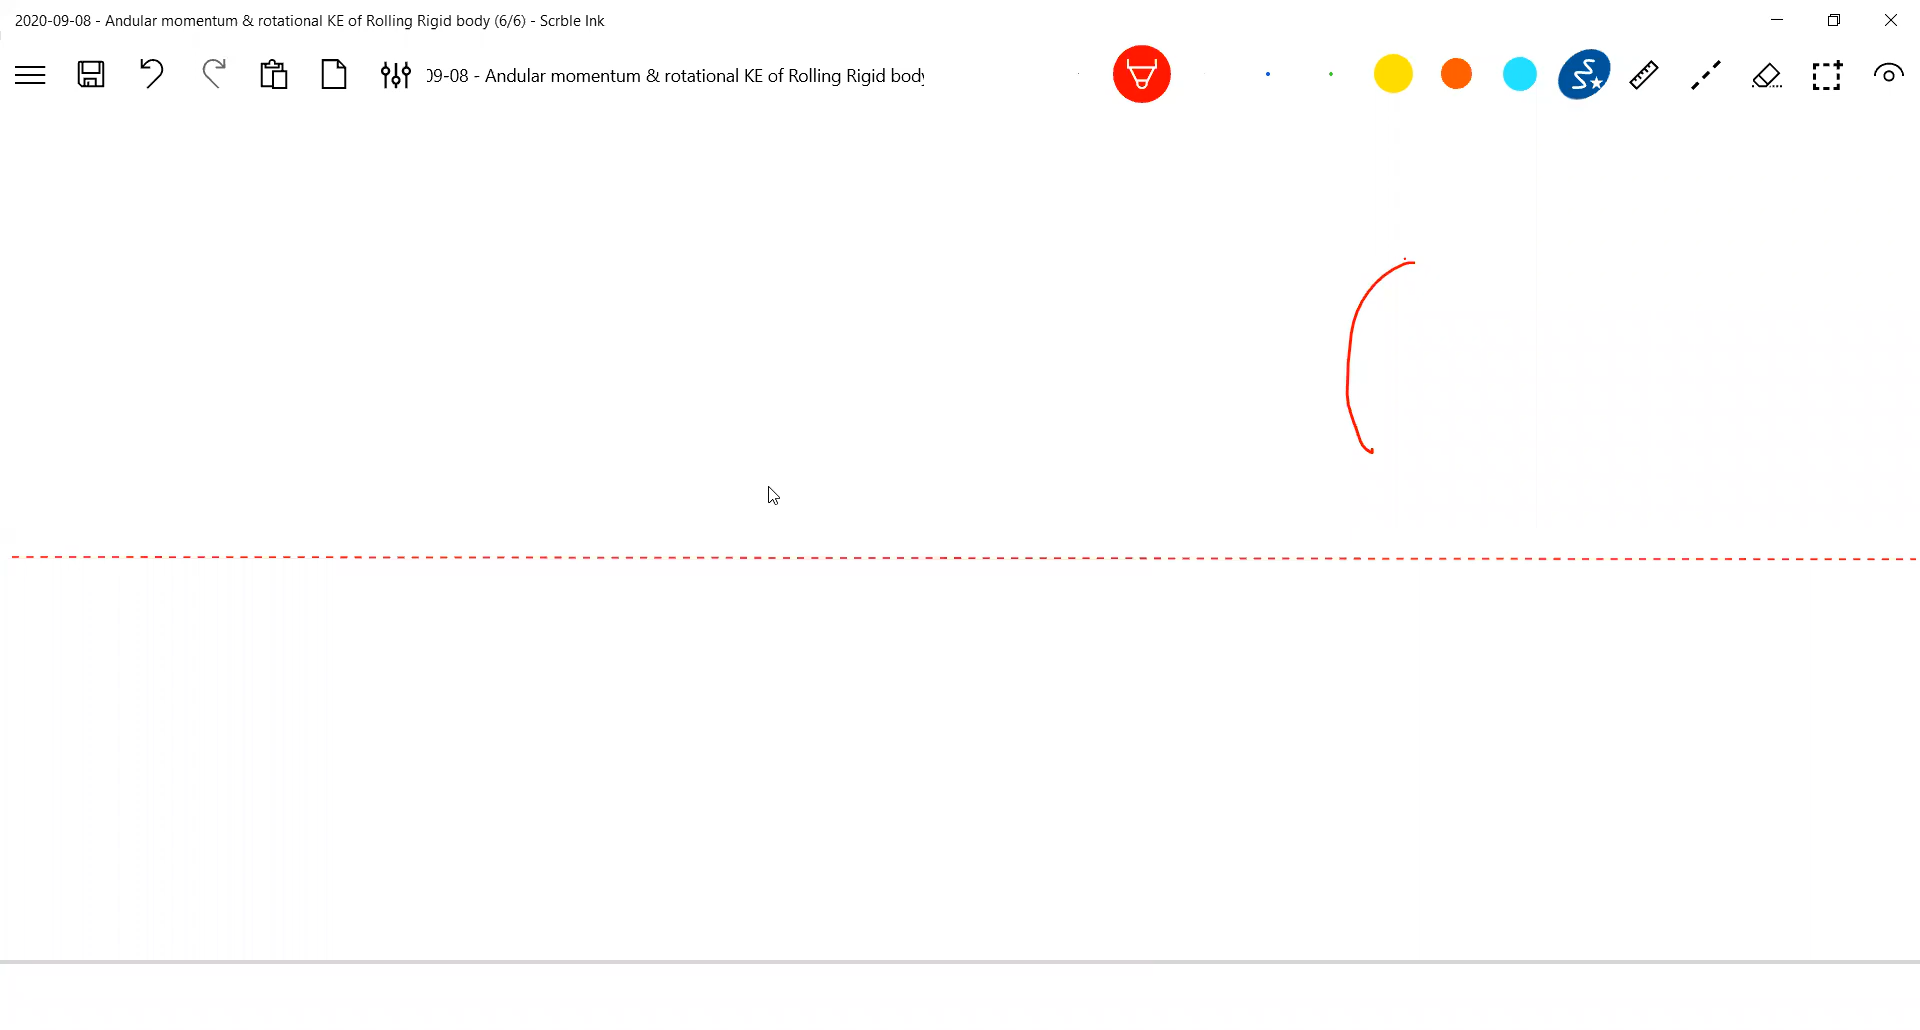 2020-09-08 - Andular momentum & rotational KE of Rolling Rigid body (6/6) - Scrble Ink
09-08 - Andular momentum & rotational KE of Rolling Rigid body